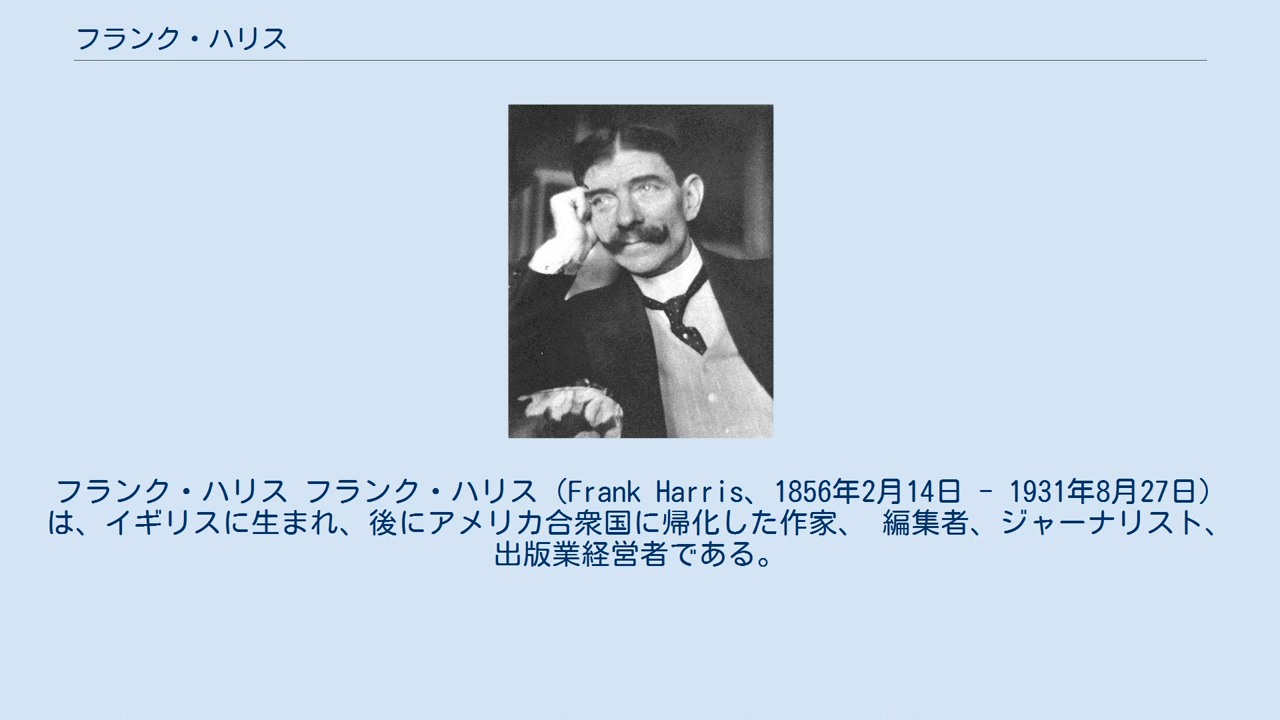 フランク・ハリス
フランク・ハリス フランク・ハリス（Frank Harris、1856年2月14日 - 1931年8月27日）
は、イギリスに生まれ、後にアメリカ合衆国に帰化した作家、 編集者、ジャーナリスト、
出版業経営者である。